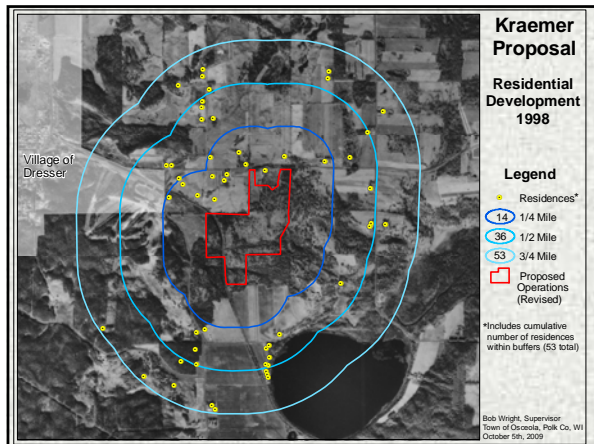 Kraemer
Proposal
Residential
Development
1998
Village of
Dresser
Legend
Residences*
14 1/4 Mile
36 1/2 Mile
53 3/4 Mile
Proposed
Operations
(Revised)
*Includes cumulative
number of residences
within buffers (53 total)
Bob Wright, Supervisor
Town of Osceola, Polk Co, WI
October 5th, 2009